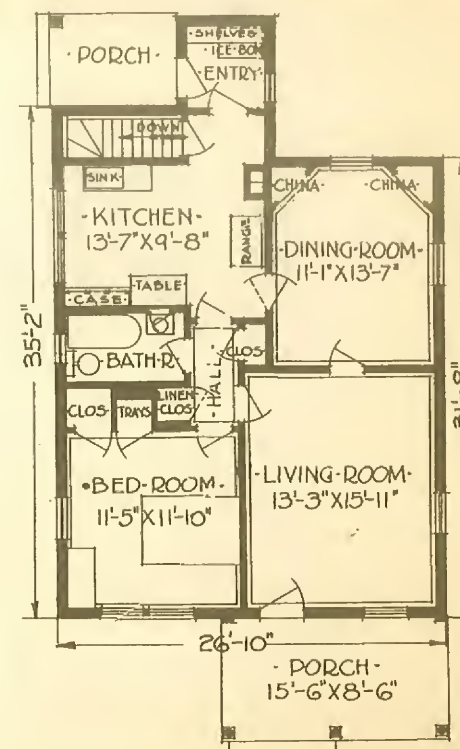 SHELVES
·PORCH·
ICE-BOX
ENTRY
DOWN
SINK
·CHINA·
·CHINA·
·KITCHEN·
13'-7"X9'-8"
RANGE
·DINING-ROOM·
11'-1"X13'-7"
·TABLE·
·CASE·
35'-2"
·BATH·R·
·CLOS·
·HALL·
LINEN
CLOS
CLOS
TRAYS
·BED-ROOM·
11'-5"X11'-10"
·LIVING-ROOM·
13'-3"X15'-11"
26'-10"
·PORCH·
15'-6"X8'-6"